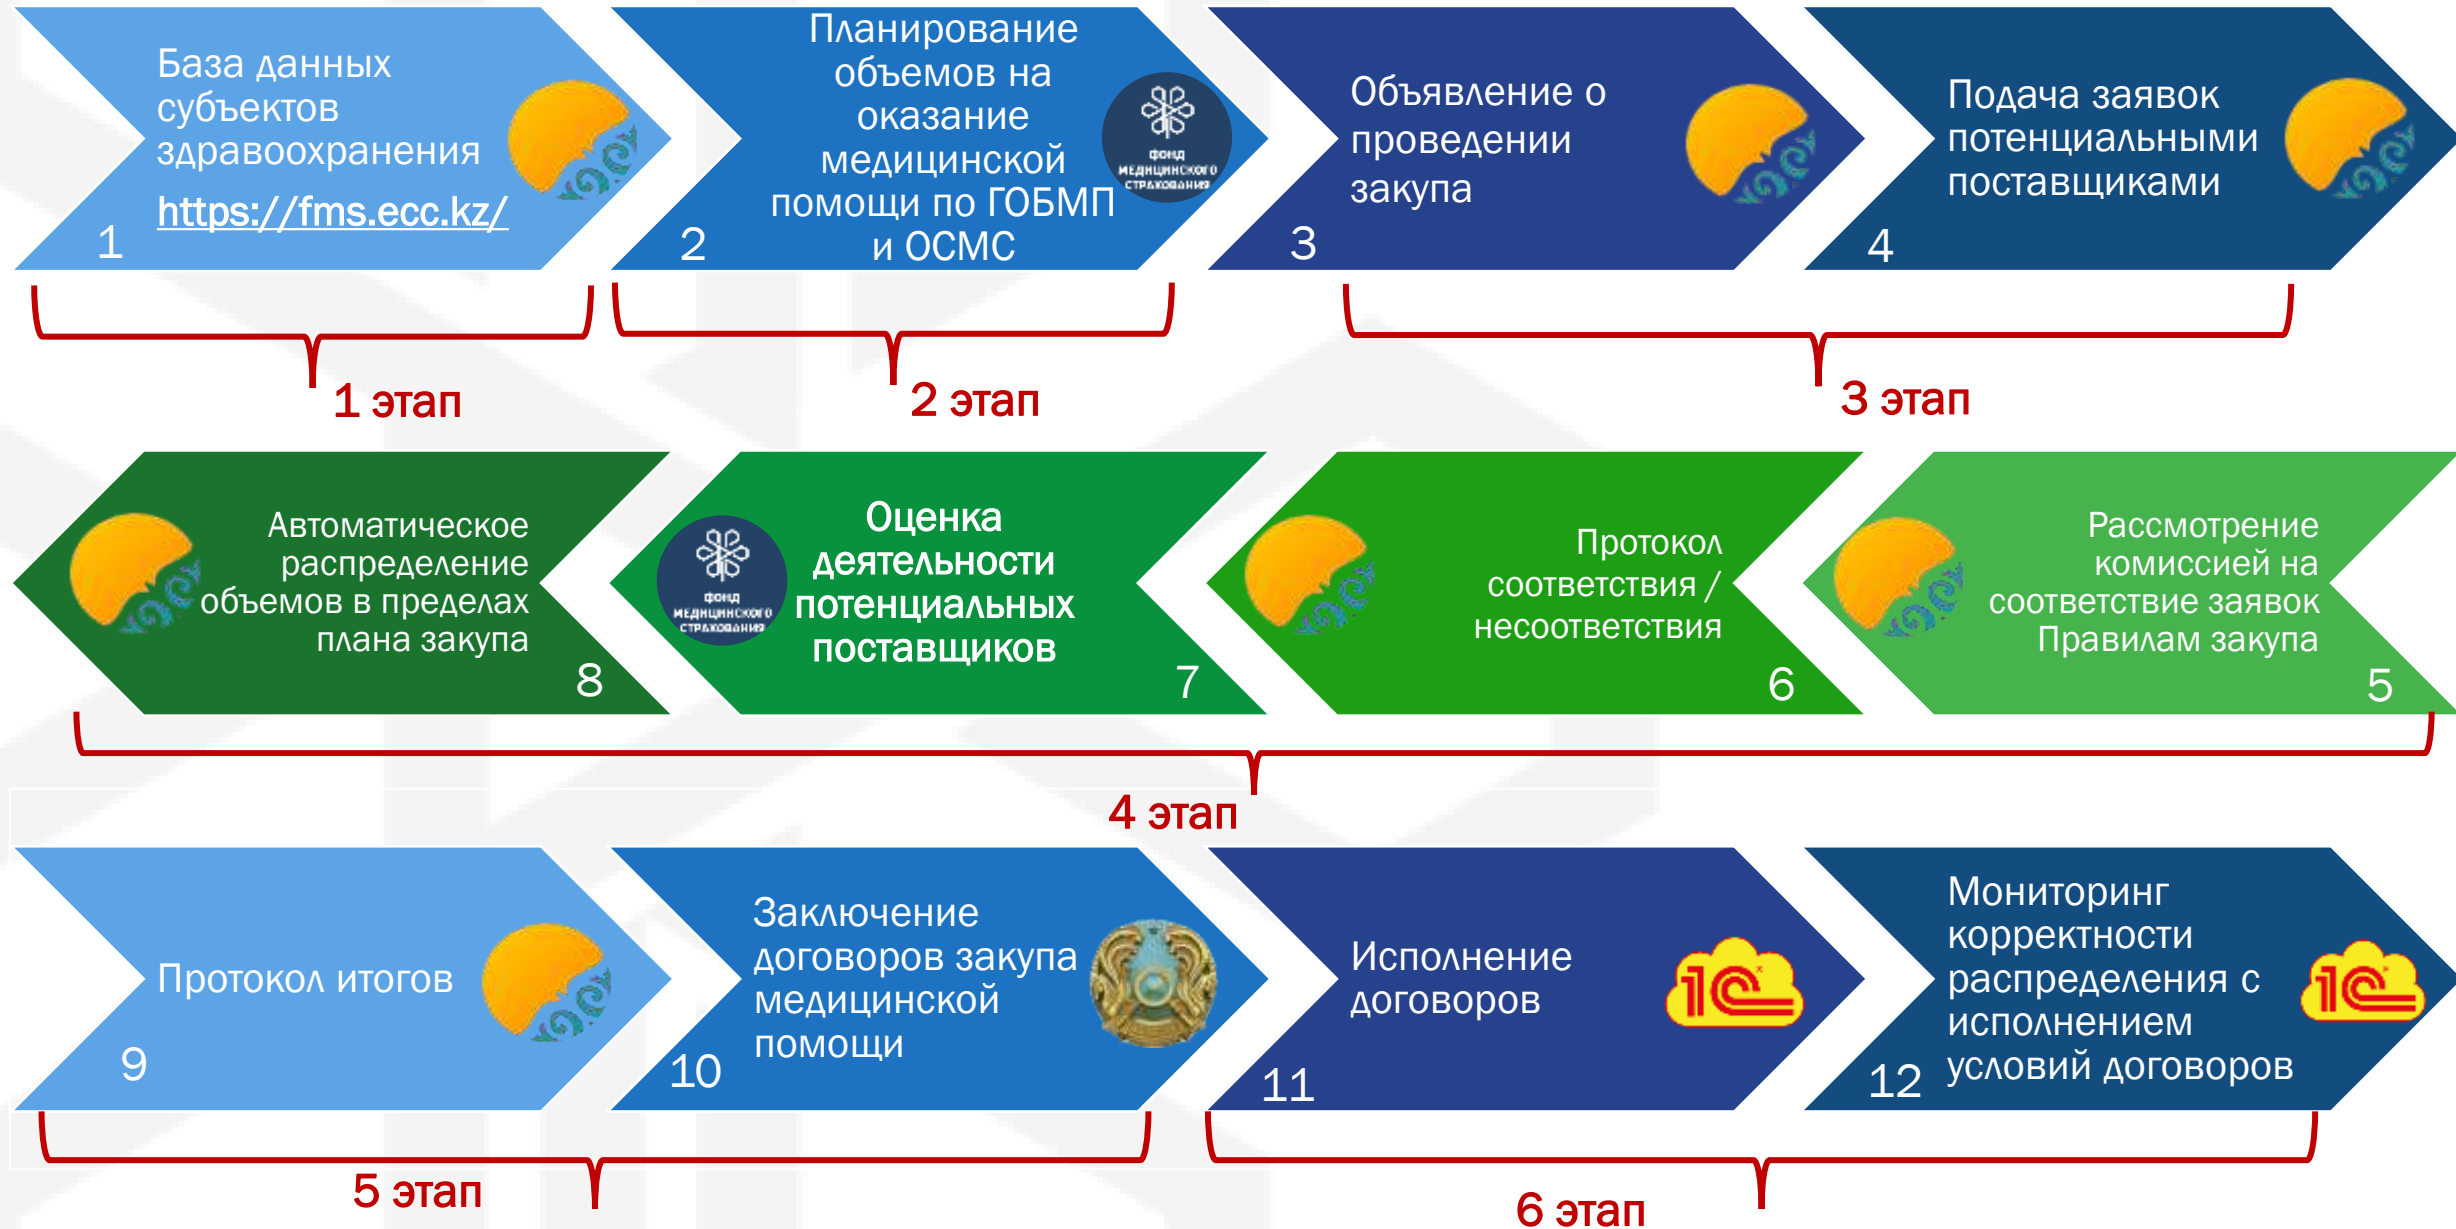 База данных
субъектов
здравоохранения
https://fms.ecc.kz/
1
Планирование
объемов на
оказание
медицинской
помощи по ГОБМП
и ОСМС
2
ФОНД
МЕДИЦИНСКОГО
СТРАХОВАНИЯ
Объявление о
проведении
закупа
3
Подача заявок
потенциальными
поставщиками
4
1 этап
2 этап
3 этап
Рассмотрение
комиссией на
соответствие заявок
Правилам закупа
5
Протокол
соответствия /
несоответствия
6
Оценка
деятельности
потенциальных
поставщиков
7
ФОНД
МЕДИЦИНСКОГО
СТРАХОВАНИЯ
Автоматическое
распределение
объемов в пределах
плана закупа
8
4 этап
Протокол итогов
9
Заключение
договоров закупа
медицинской
помощи
10
Исполнение
договоров
11
1С
Мониторинг
корректности
распределения с
исполнением
условий договоров
12
1С
5 этап
6 этап